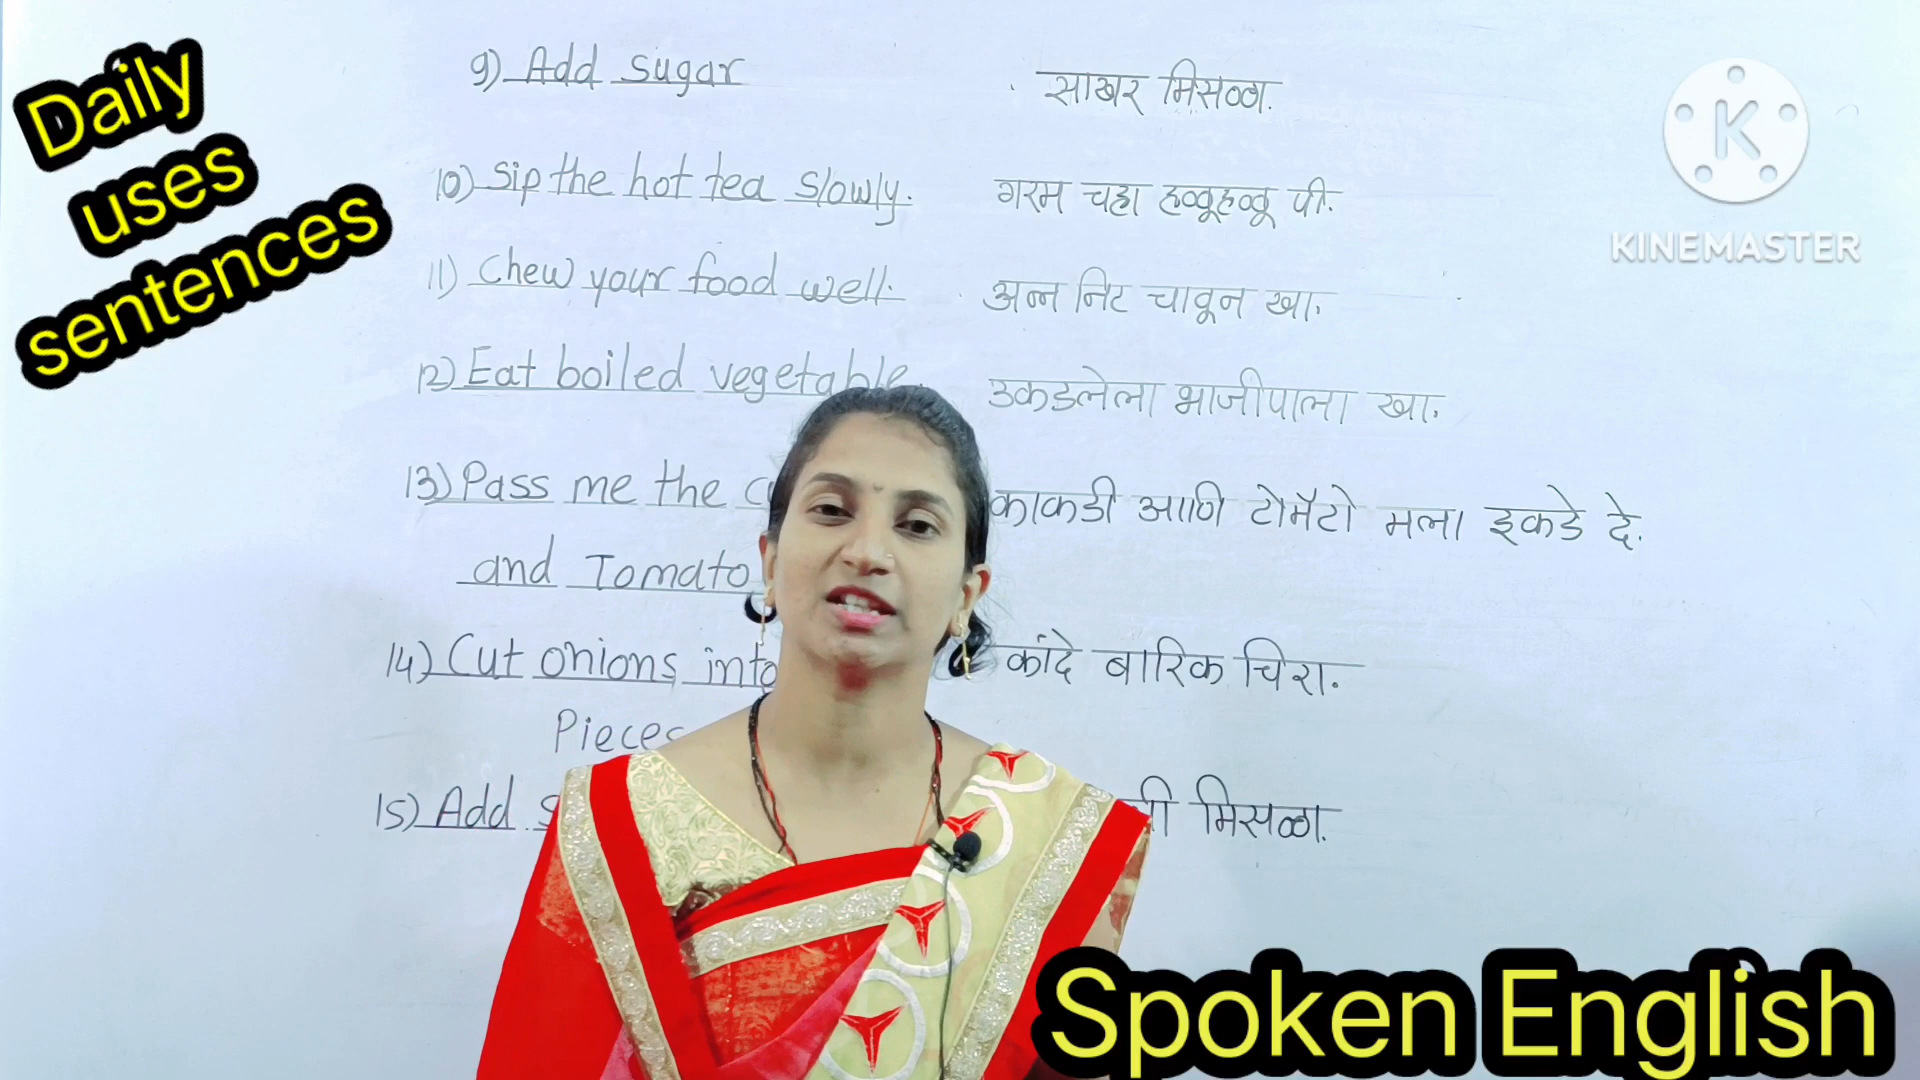 Daily
uses
sentences
9) Add sugar साखर मिसळा.
10) Sip the hot tea slowly. गरम चहा हळूहळू पी.
11) Chew your food well. अन्न निट चावून खा.
12) Eat boiled vegetable. उकडलेला भाजीपाला खा.
13) Pass me the काकडी आणि टोमॅटो मला इकडे दे.
and Tomato
14) Cut onions into कांदे बारिक चिरा.
Pieces
15) Add मिसळा.
K
KINEMASTER
Spoken English